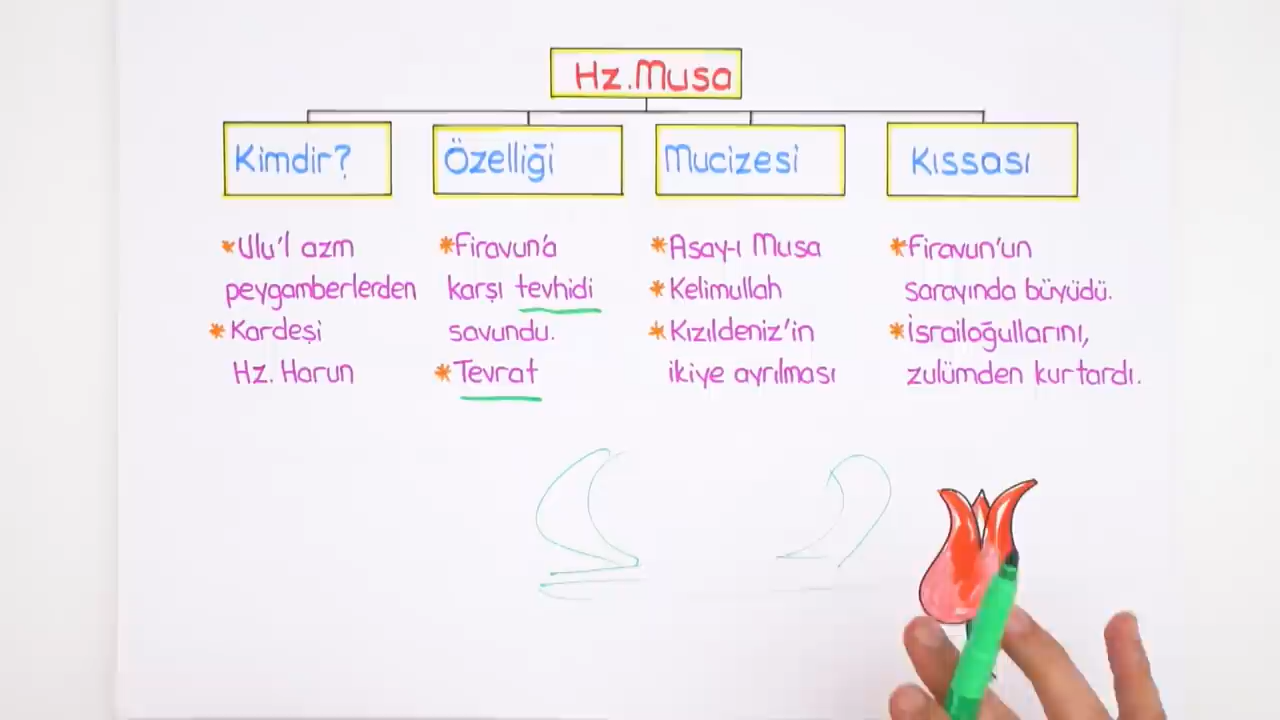 Hz. Musa
Kimdir?
*Ulu'l azm
peygamberlerden
*Kardeşi
Hz. Harun
Özelliği
*Firavun'a
karşı tevhidi
savundu.
*Tevrat
Mucizesi
*Asay-ı Musa
*Kelimullah
*Kızıldeniz'in
ikiye ayrılması
Kıssası
*Firavun'un
sarayında büyüdü.
*İsrailoğullarını,
zulümden kurtardı.